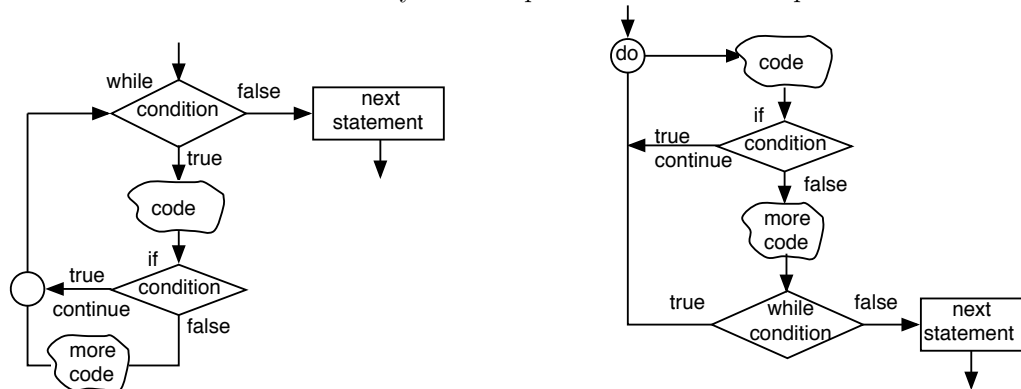 while
condition
false
next
statement
true
code
if
true
condition
continue
false
more
code
do
code
if
true
condition
continue
false
more
code
true
while
condition
false
next
statement